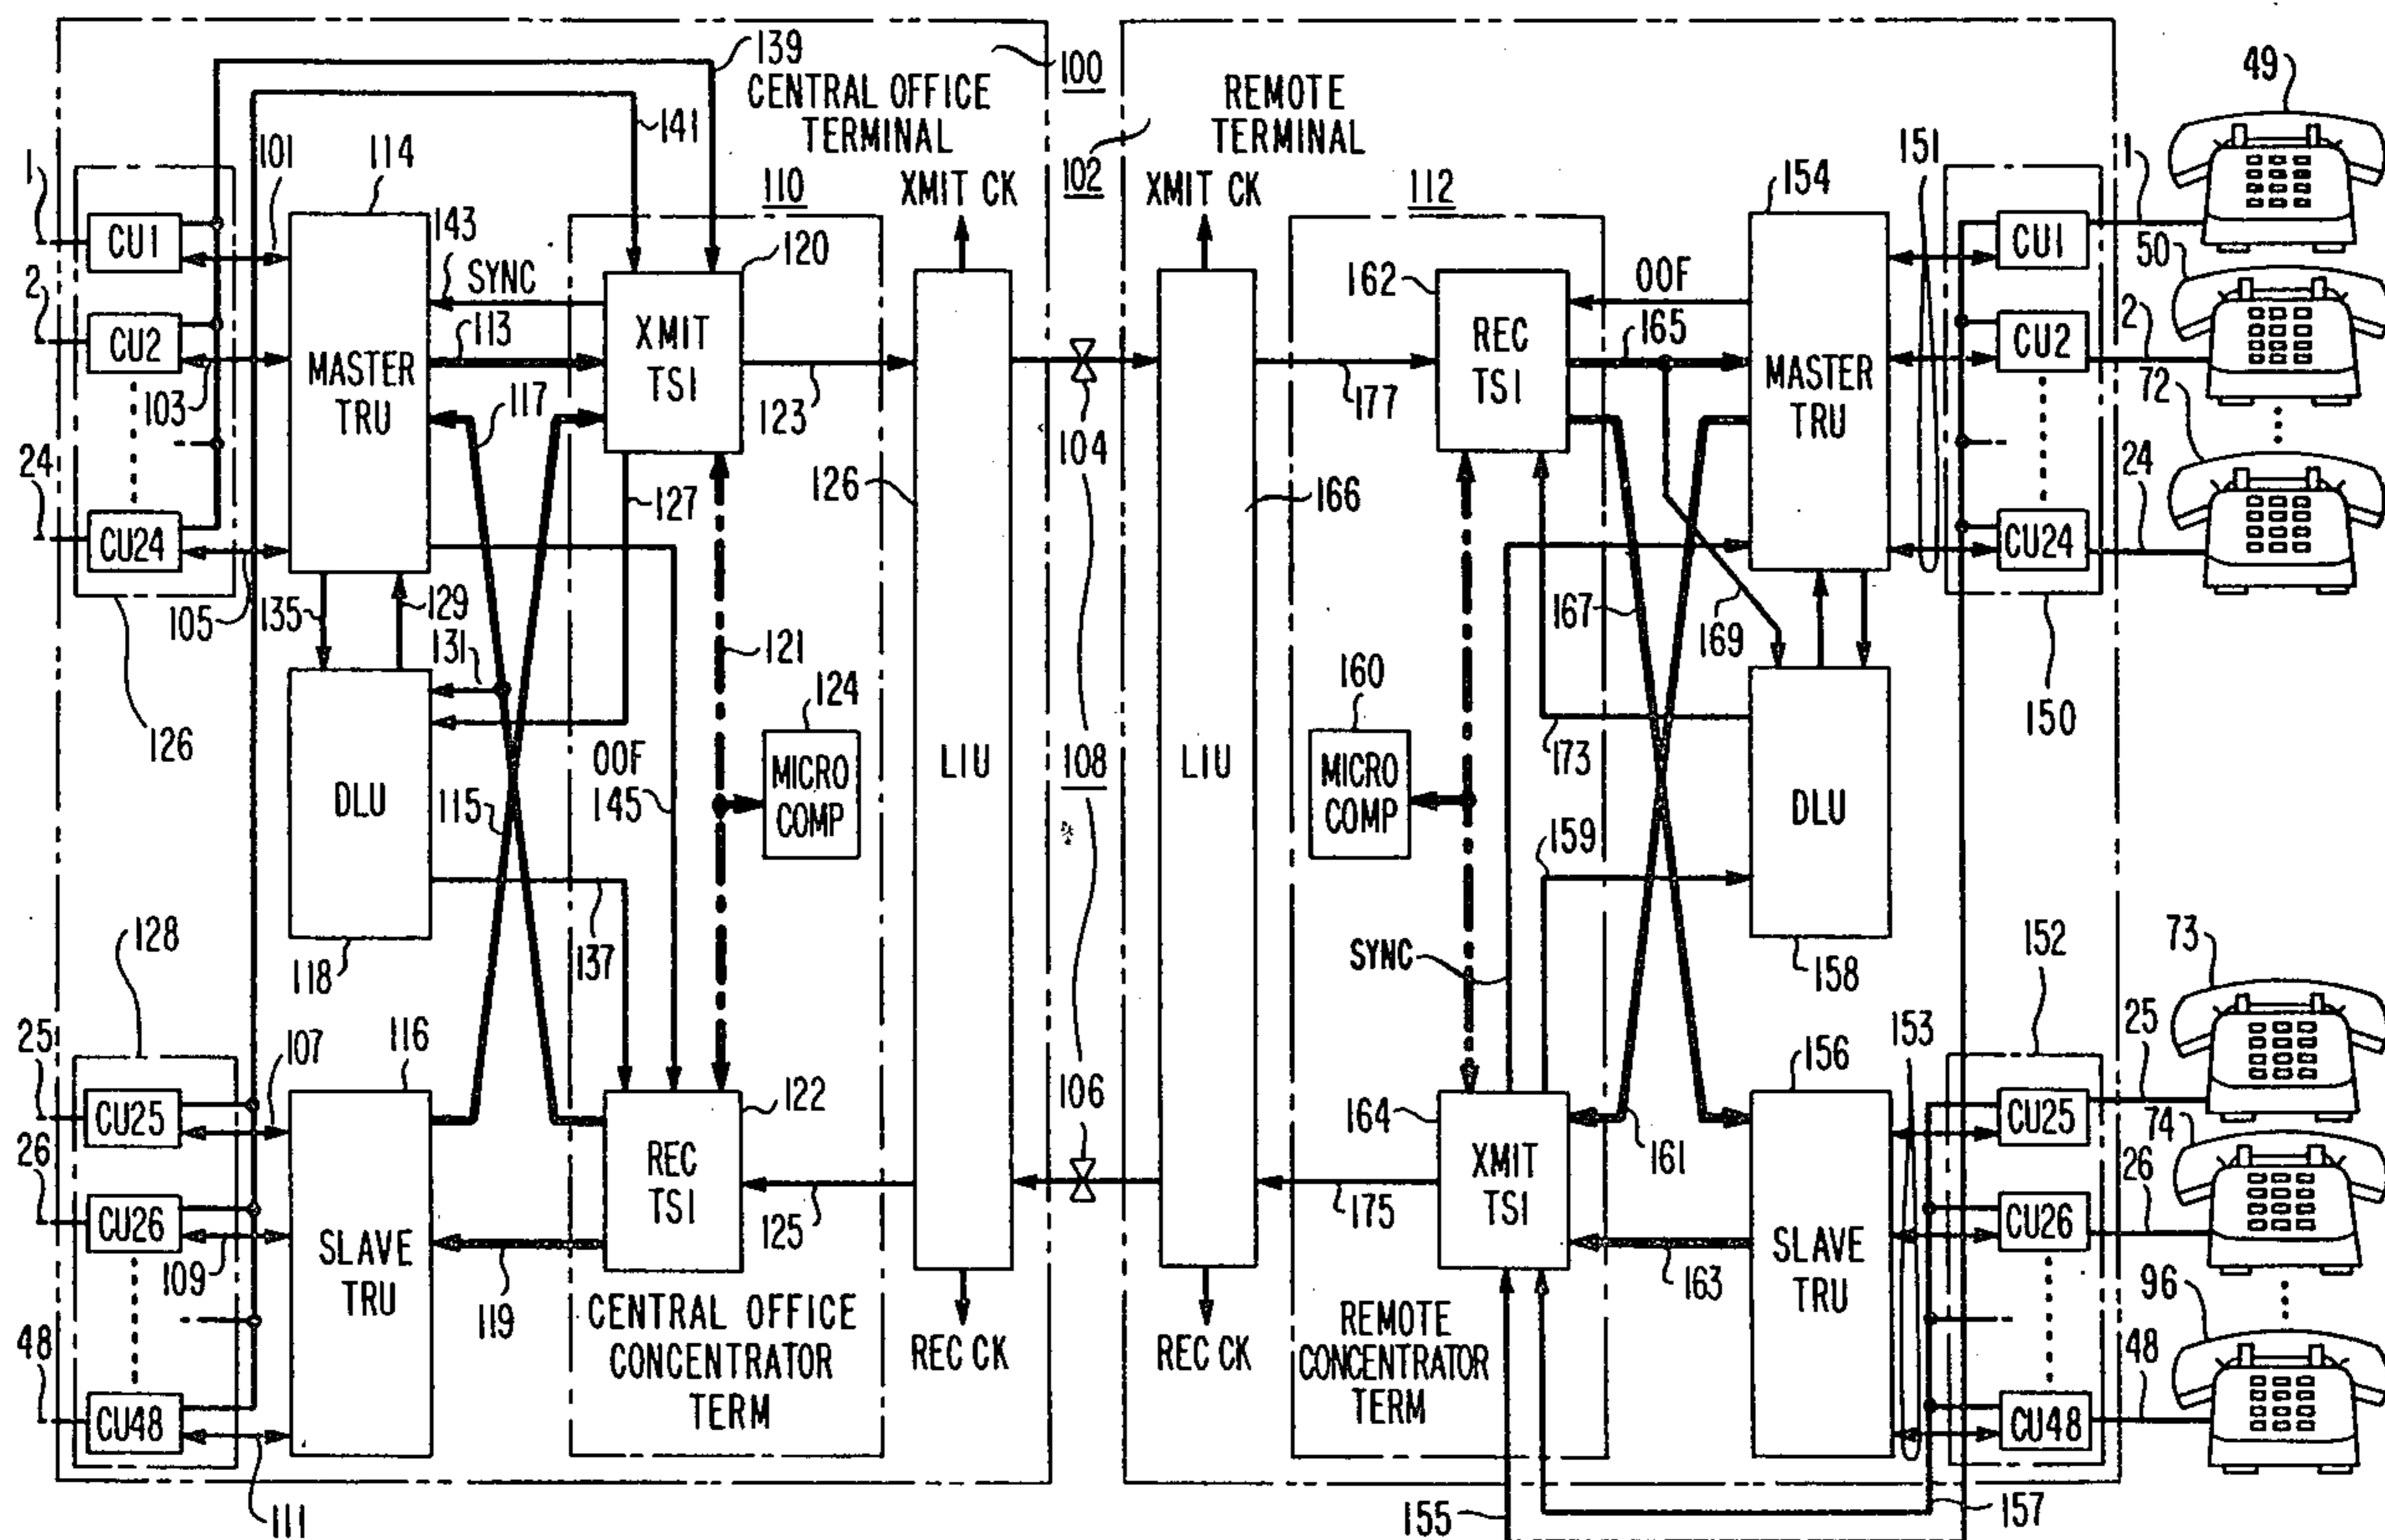 139
100
CENTRAL OFFICE
TERMINAL
141
REMOTE
TERMINAL
102
49
1
101
114
110
XMIT CK
XMIT CK
112
154
151
1
CU1
143
SYNC
120
162
OOF
CU1
50
2
CU2
113
XMIT
TSI
REC
TSI
165
CU2
2
103
MASTER
TRU
117
123
177
MASTER
TRU
72
104
24
CU24
127
126
166
CU24
24
105
135
129
131
121
167
169
126
124
160
150
DLU
OOF
145
MICRO
COMP
LIU
108
LIU
MICRO
COMP
173
DLU
115
159
128
118
137
SYNC
158
152
73
25
CU25
107
116
122
106
164
156
153
CU25
25
74
26
CU26
REC
TSI
125
XMIT
TSI
161
175
CU26
26
109
SLAVE
TRU
119
163
SLAVE
TRU
96
CENTRAL OFFICE
CONCENTRATOR
TERM
REC CK
REC CK
REMOTE
CONCENTRATOR
TERM
48
CU48
CU48
48
111
155
157